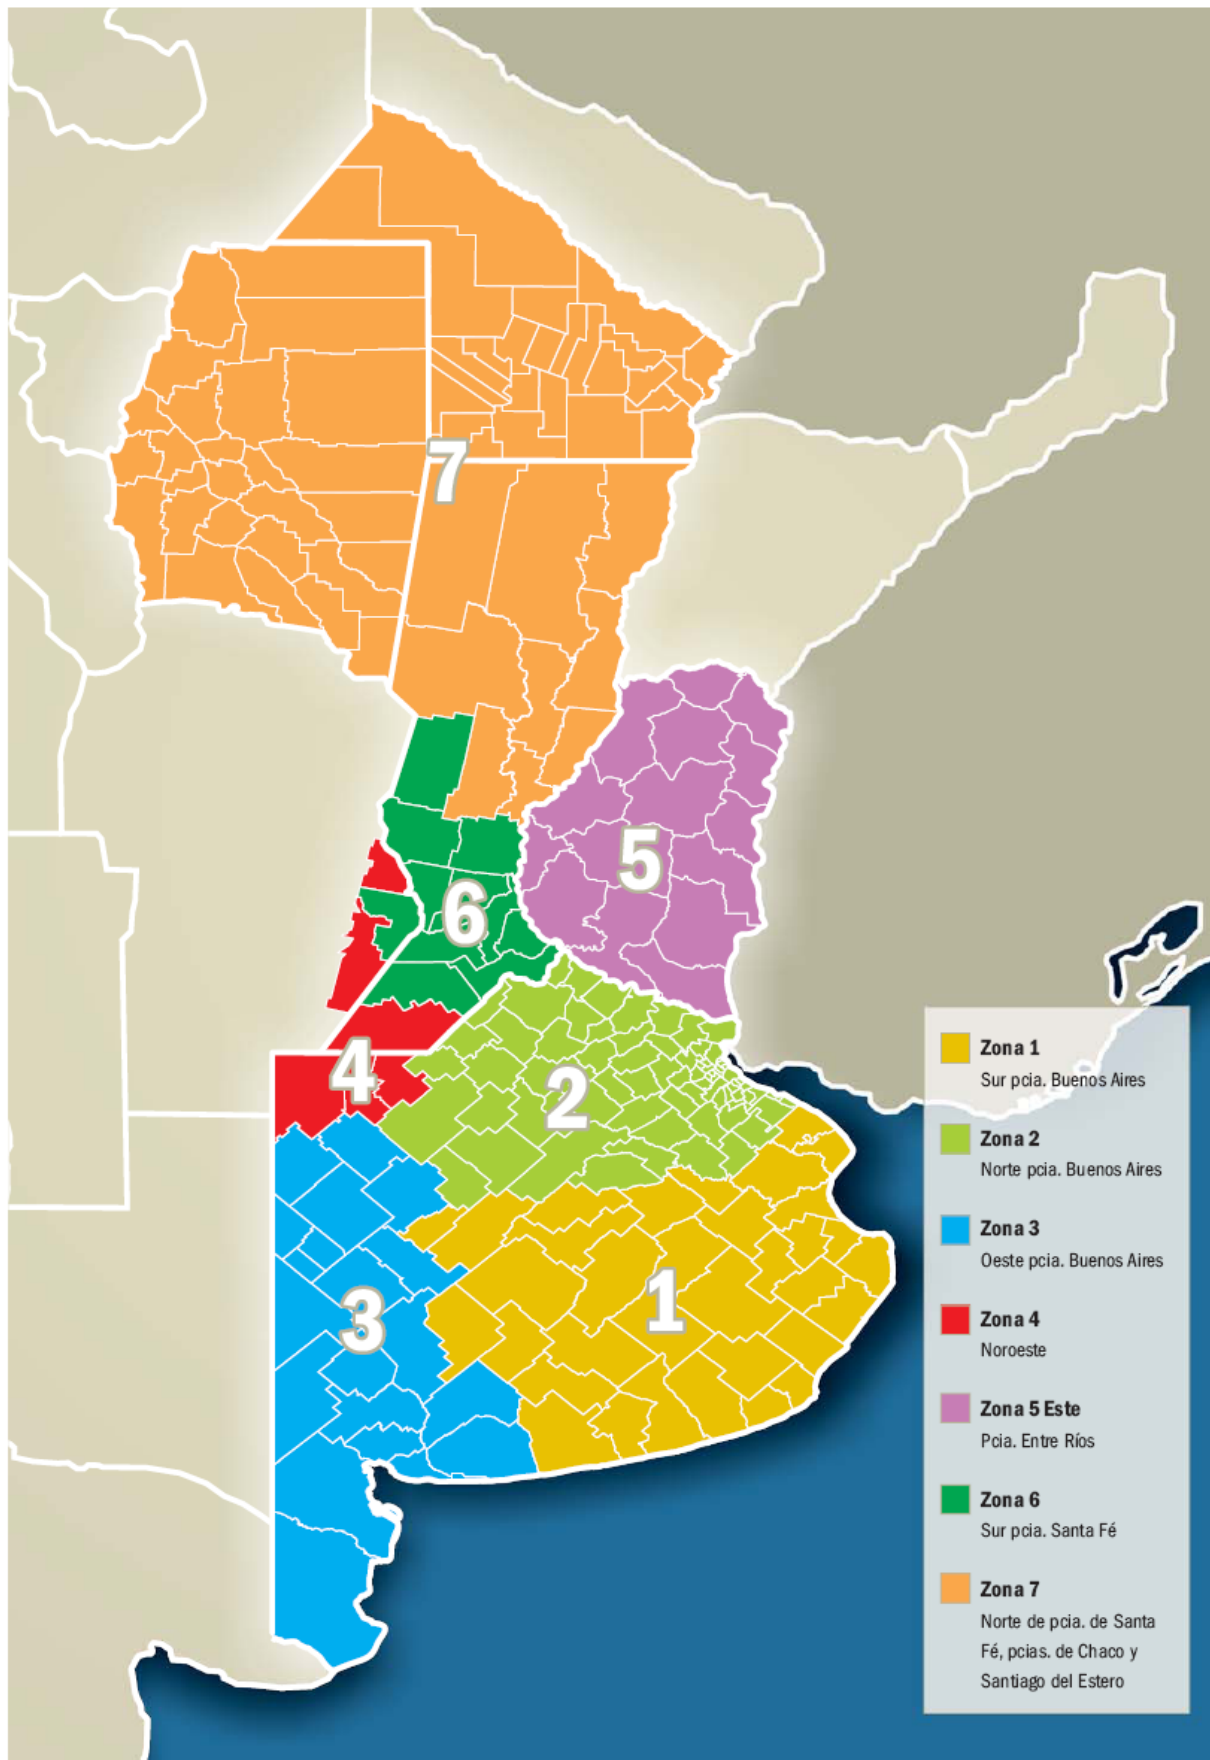 7
5
6
4
2
1
3
Zona 1
Sur pcia. Buenos Aires
Zona 2
Norte pcia. Buenos Aires
Zona 3
Oeste pcia. Buenos Aires
Zona 4
Noroeste
Zona 5 Este
Pcia. Entre Ríos
Zona 6
Sur pcia. Santa Fé
Zona 7
Norte de pcia. de Santa
Fé, pcias. de Chaco y
Santiago del Estero